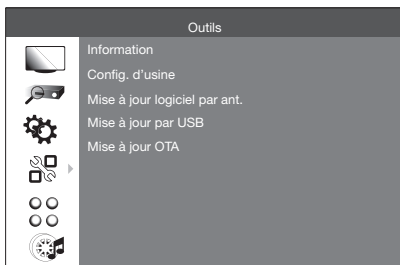 Outils
Information
Config. d'usine
Mise à jour logiciel par ant.
Mise à jour par USB
Mise à jour OTA